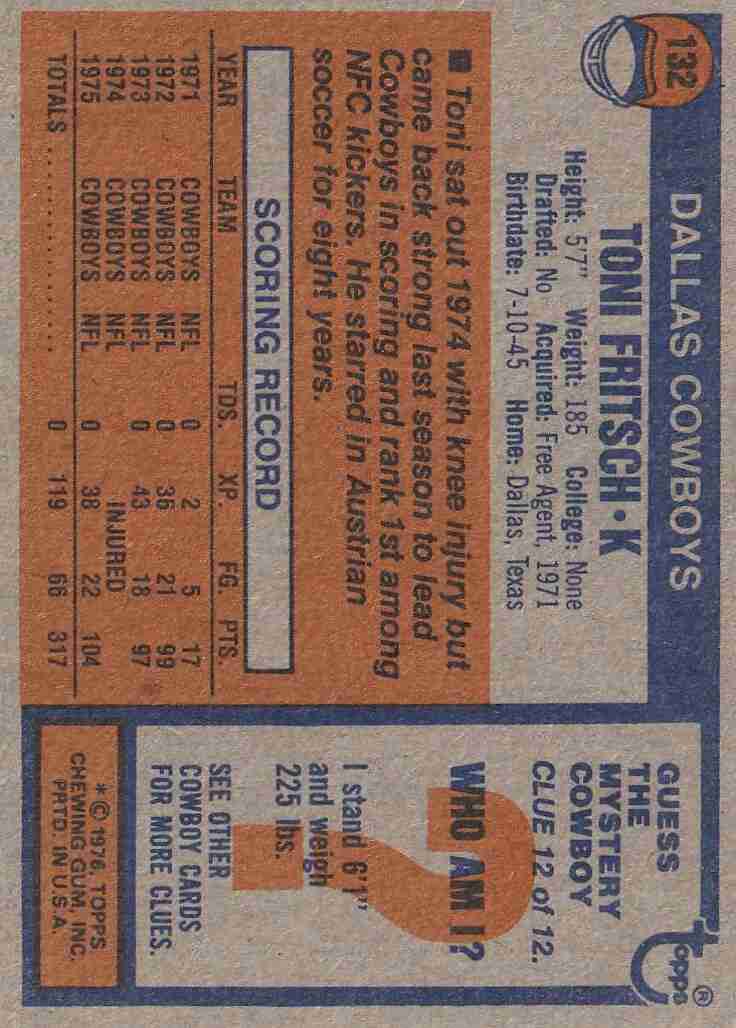 132
DALLAS COWBOYS
TONI FRITSCH • K
Height: 5'7" Weight: 185 College: None
Drafted: No Acquired: Free Agent, 1971
Birthdate: 7-10-45 Home: Dallas, Texas
■ Toni sat out 1974 with knee injury but
came back strong last season to lead
Cowboys in scoring and rank 1st among
NFC kickers. He starred in Austrian
soccer for eight years.
SCORING RECORD
YEAR TEAM TDS. XP. FG. PTS.
1971 COWBOYS NFL 0 2 5 17
1972 COWBOYS NFL 0 36 21 99
1973 COWBOYS NFL 0 43 18 97
1974 COWBOYS NFL INJURED
1975 COWBOYS NFL 0 38 22 104
TOTALS .................... 0 119 66 317
topps ®
GUESS
THE
MYSTERY
COWBOY
CLUE 12 of 12.
?
WHO AM I?
I stand 6'1"
and weigh
225 lbs.
SEE OTHER
COWBOY CARDS
FOR MORE CLUES.
* © 1976, TOPPS
CHEWING GUM, INC.
PRTD. IN U.S.A.